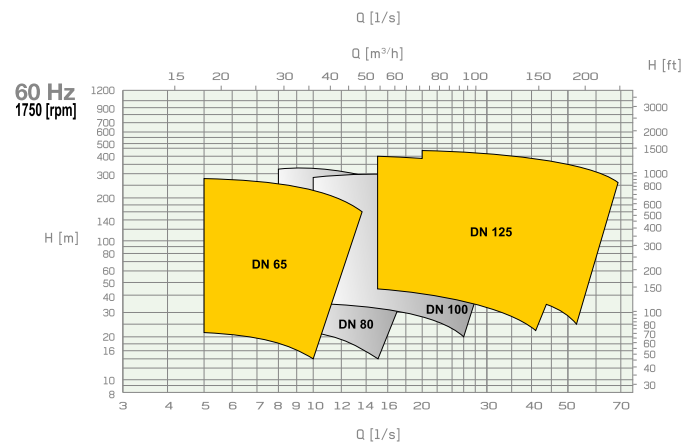 Q [l/s]
Q [m³/h]
H [ft]
15 20 30 40 50 60 80 100 150 200
60 Hz
1750 [rpm]
1200
900
700
600
500
400
300
200
140
100
80
60
50
40
30
20
16
10
8
H [m]
3000
2000
1500
1000
800
600
500
400
300
200
150
100
80
70
60
50
40
30
DN 125
DN 65
DN 100
DN 80
3 4 5 6 7 8 9 10 12 14 16 20 30 40 50 70
Q [l/s]